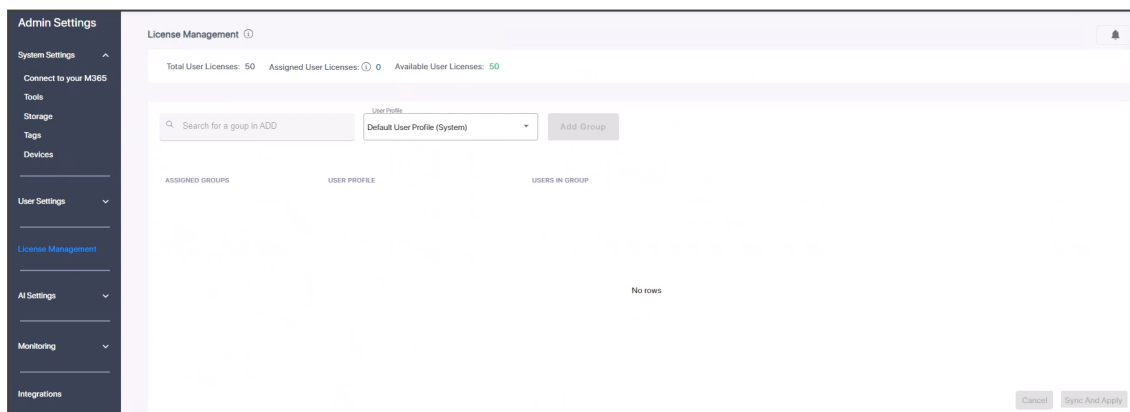 Admin Settings
System Settings
Connect to your M365
Tools
Storage
Tags
Devices
User Settings
License Management
AI Settings
Monitoring
Integrations
License Management
Total User Licenses: 50 Assigned User Licenses: 0 Available User Licenses: 50
Search for a goup in ADD
User Profile
Default User Profile (System)
Add Group
ASSIGNED GROUPS USER PROFILE USERS IN GROUP
No rows
Cancel Sync And Apply